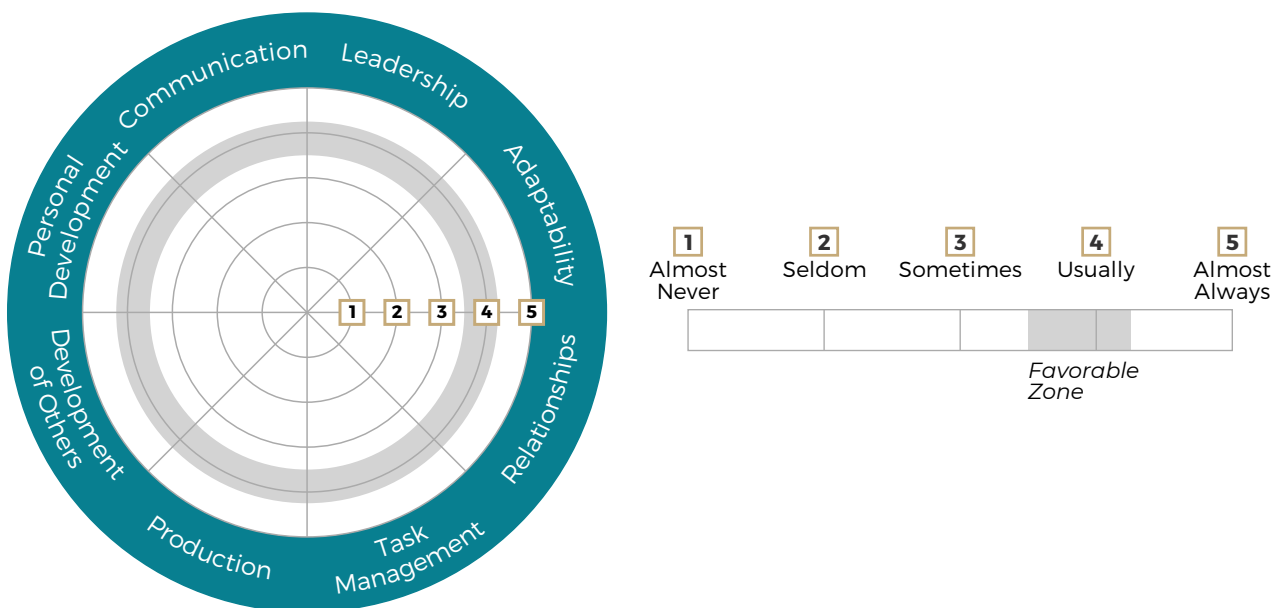 Communication
Leadership
Adaptability
Relationships
Task
Management
Production
Development
of Others
Personal
Development
1 2 3 4 5
1 2 3 4 5
Almost
Never
Seldom
Sometimes
Usually
Almost
Always
Favorable
Zone